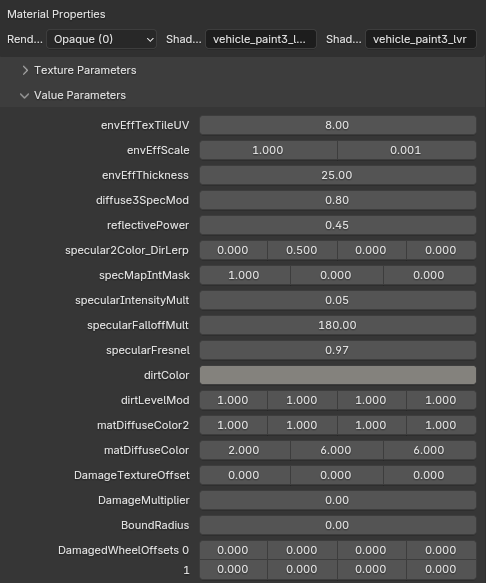 Material Properties
Rend... Opaque (0) Shad... vehicle_paint3_l... Shad... vehicle_paint3_lvr
Texture Parameters
Value Parameters
envEffTexTileUV 8.00
envEffScale 1.000 0.001
envEffThickness 25.00
diffuse3SpecMod 0.80
reflectivePower 0.45
specular2Color_DirLerp 0.000 0.500 0.000 0.000
specMapIntMask 1.000 0.000 0.000
specularIntensityMult 0.05
specularFalloffMult 180.00
specularFresnel 0.97
dirtColor
dirtLevelMod 1.000 1.000 1.000 1.000
matDiffuseColor2 1.000 1.000 1.000 1.000
matDiffuseColor 2.000 6.000 6.000
DamageTextureOffset 0.000 0.000 0.000
DamageMultiplier 0.00
BoundRadius 0.00
DamagedWheelOffsets 0 0.000 0.000 0.000 0.000
1 0.000 0.000 0.000 0.000